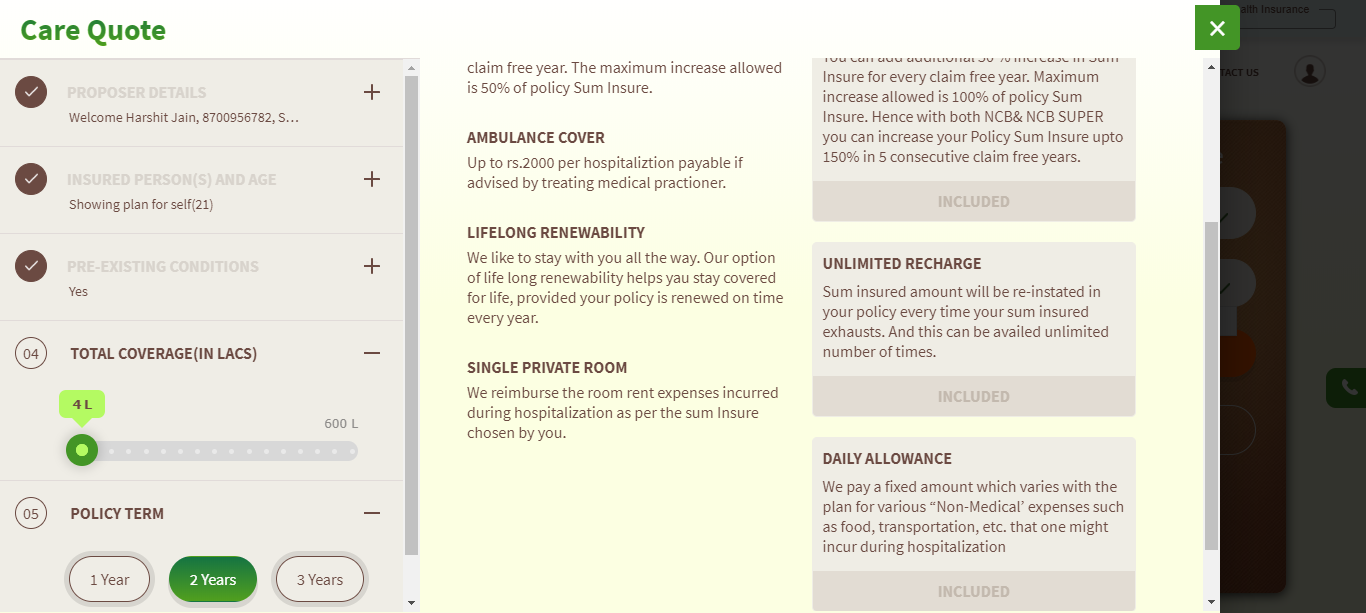 Care Quote
PROPOSER DETAILS
Welcome Harshit Jain, 8700956782, S...
INSURED PERSON(S) AND AGE
Showing plan for self(21)
PRE-EXISTING CONDITIONS
Yes
04 TOTAL COVERAGE(IN LACS)
4 L
600 L
05 POLICY TERM
1 Year 2 Years 3 Years
claim free year. The maximum increase allowed
is 50% of policy Sum Insure.
AMBULANCE COVER
Up to rs.2000 per hospitaliztion payable if
advised by treating medical practioner.
LIFELONG RENEWABILITY
We like to stay with you all the way. Our option
of life long renewability helps yau stay covered
for life, provided your policy is renewed on time
every year.
SINGLE PRIVATE ROOM
We reimburse the room rent expenses incurred
during hospitalization as per the sum Insure
chosen by you.
You can add additional 50 % increase in Sum
Insure for every claim free year. Maximum
increase allowed is 100% of policy Sum
Insure. Hence with both NCB& NCB SUPER
you can increase your Policy Sum Insure upto
150% in 5 consecutive claim free years.
INCLUDED
UNLIMITED RECHARGE
Sum insured amount will be re-instated in
your policy every time your sum insured
exhausts. And this can be availed unlimited
number of times.
INCLUDED
DAILY ALLOWANCE
We pay a fixed amount which varies with the
plan for various “Non-Medical’ expenses such
as food, transportation, etc. that one might
incur during hospitalization
INCLUDED
alth Insurance
TACT US